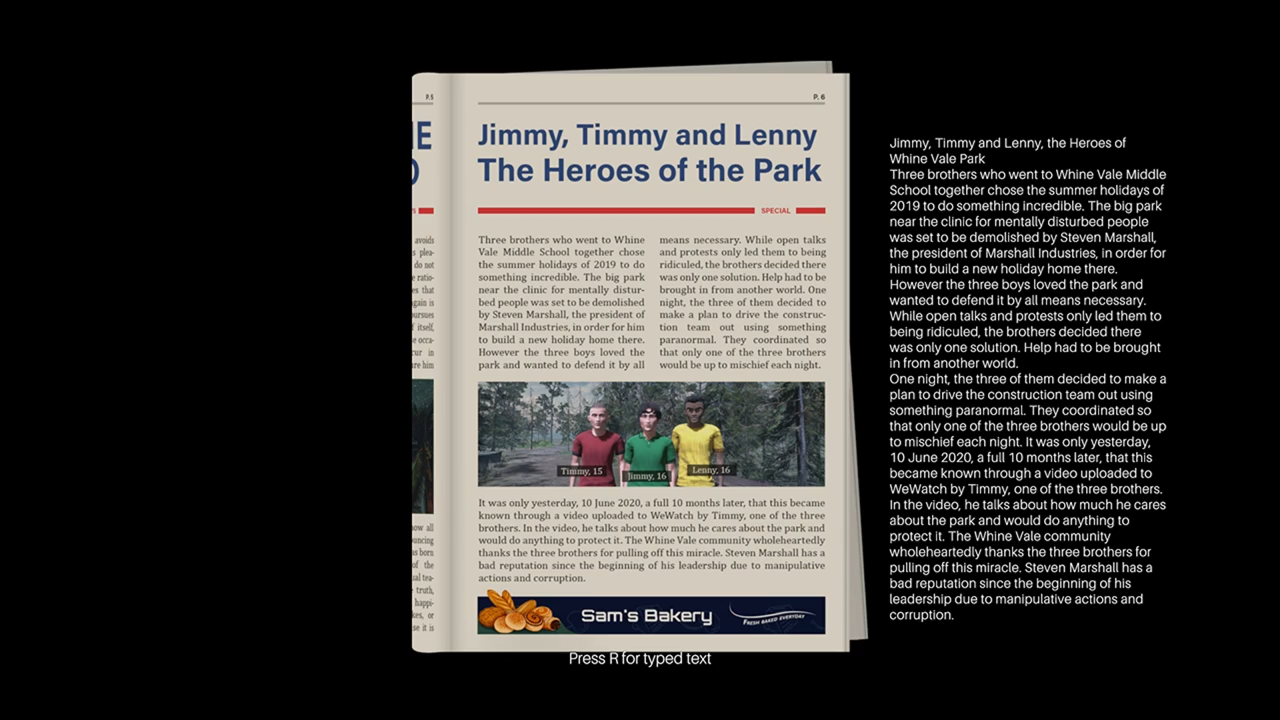 P.5
P. 6
Jimmy, Timmy and Lenny
The Heroes of the Park
SPECIAL
Three brothers who went to Whine
Vale Middle School together chose
the summer holidays of 2019 to do
something incredible. The big park
near the clinic for mentally distur-
bed people was set to be demolished
by Steven Marshall, the president of
Marshall Industries, in order for him
to build a new holiday home there.
However the three boys loved the
park and wanted to defend it by all
means necessary. While open talks
and protests only led them to being
ridiculed, the brothers decided there
was only one solution. Help had to be
brought in from another world. One
night, the three of them decided to
make a plan to drive the construc-
tion team out using something
paranormal. They coordinated so
that only one of the three brothers
would be up to mischief each night.
Timmy, 15
Jimmy, 16
Lenny, 16
It was only yesterday, 10 June 2020, a full 10 months later, that this became
known through a video uploaded to WeWatch by Timmy, one of the three
brothers. In the video, he talks about how much he cares about the park and
would do anything to protect it. The Whine Vale community wholeheartedly
thanks the three brothers for pulling off this miracle. Steven Marshall has a
bad reputation since the beginning of his leadership due to manipulative
actions and corruption.
Sam's Bakery
Fresh baked everyday
Press R for typed text
Jimmy, Timmy and Lenny, the Heroes of
Whine Vale Park
Three brothers who went to Whine Vale Middle
School together chose the summer holidays of
2019 to do something incredible. The big park
near the clinic for mentally disturbed people
was set to be demolished by Steven Marshall,
the president of Marshall Industries, in order for
him to build a new holiday home there.
However the three boys loved the park and
wanted to defend it by all means necessary.
While open talks and protests only led them to
being ridiculed, the brothers decided there
was only one solution. Help had to be brought
in from another world.
One night, the three of them decided to make a
plan to drive the construction team out using
something paranormal. They coordinated so
that only one of the three brothers would be up
to mischief each night. It was only yesterday,
10 June 2020, a full 10 months later, that this
became known through a video uploaded to
WeWatch by Timmy, one of the three brothers.
In the video, he talks about how much he cares
about the park and would do anything to
protect it. The Whine Vale community
wholeheartedly thanks the three brothers for
pulling off this miracle. Steven Marshall has a
bad reputation since the beginning of his
leadership due to manipulative actions and
corruption.